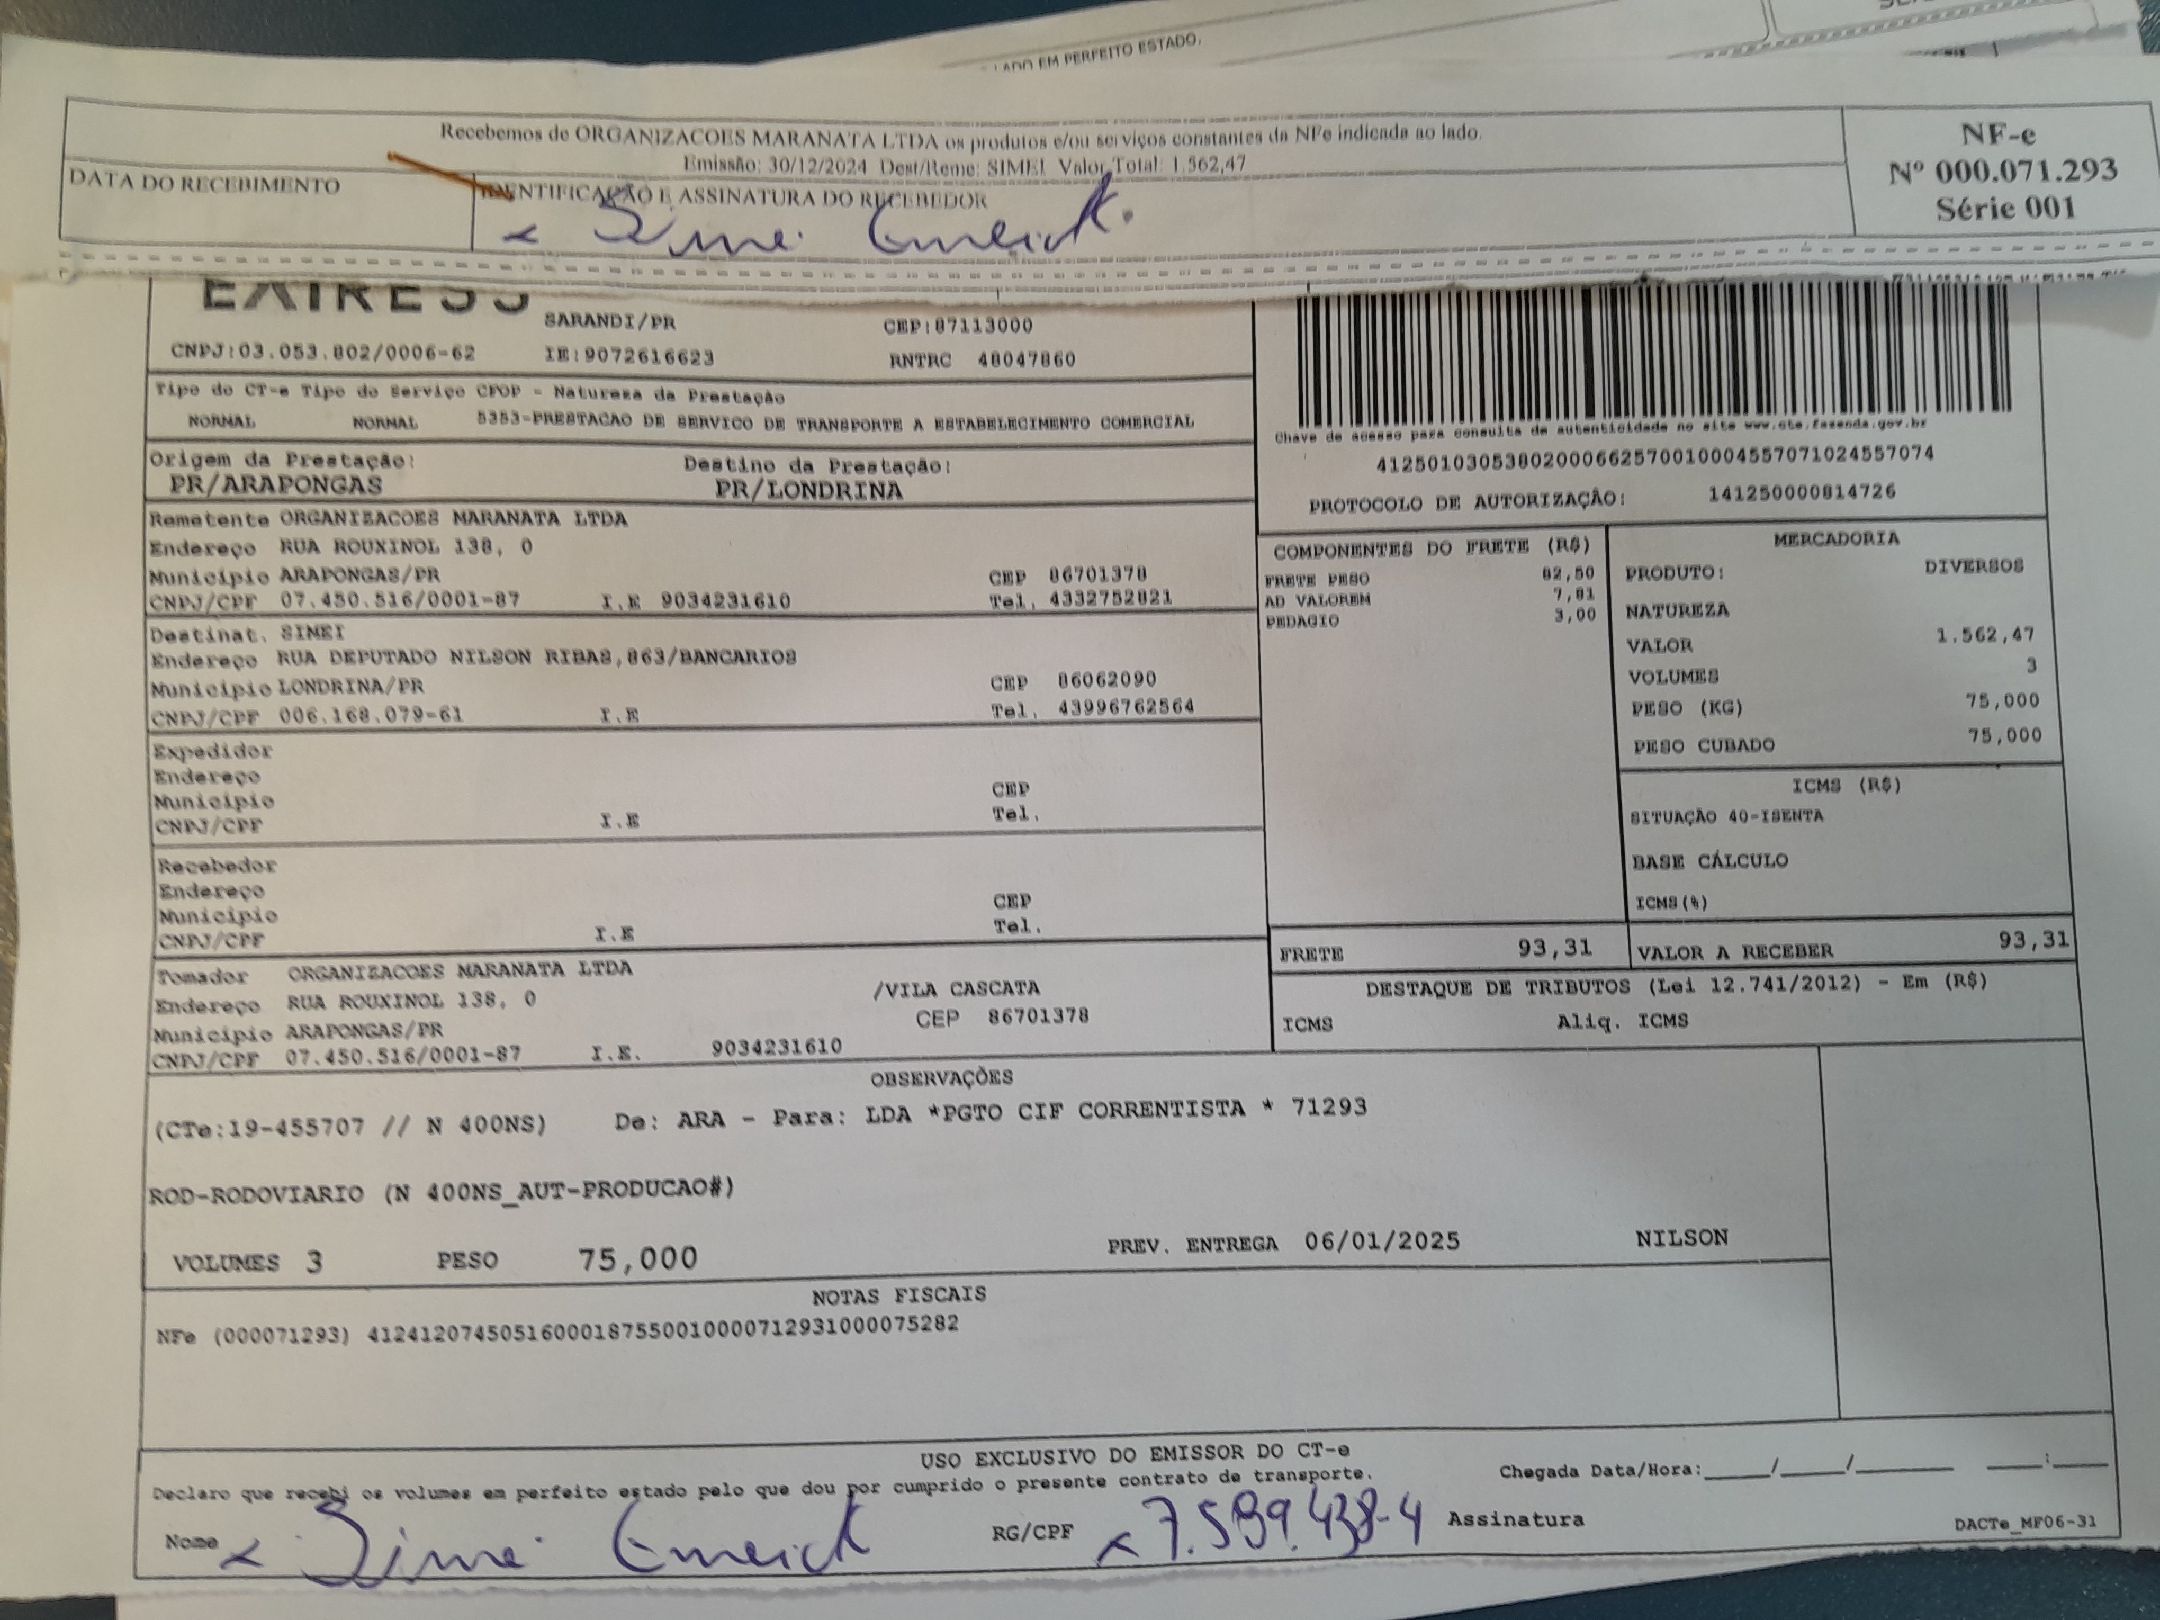 LADO EM PERFEITO ESTADO.
Recebemos de ORGANIZACOES MARANATA LTDA os produtos e/ou serviços constantes da NFe indicada ao lado.
Emissão: 30/12/2024 Dest/Reme: SIMEI Valor Total: 1.562,47
DATA DO RECEBIMENTO
IDENTIFICAÇÃO E ASSINATURA DO RECEBEDOR
NF-e
Nº 000.071.293
Série 001
SARANDI/PR CEP:87113000
CNPJ:03.053.802/0006-62 IE:9072616623 RNTRC 48047860
Tipo do CT-e Tipo do Serviço CFOP - Natureza da Prestação
NORMAL NORMAL 5353-PRESTACAO DE SERVICO DE TRANSPORTE A ESTABELECIMENTO COMERCIAL
Chave de acesso para consulta de autenticidade no site www.cte.fazenda.gov.br
41250103053802000662570010004557071024557074
PROTOCOLO DE AUTORIZAÇÃO: 141250000814726
Origem da Prestação: Destino da Prestação:
PR/ARAPONGAS PR/LONDRINA
Remetente ORGANIZACOES MARANATA LTDA
Endereço RUA ROUXINOL 138, 0
Município ARAPONGAS/PR CEP 86701378
CNPJ/CPF 07.450.516/0001-87 I.E 9034231610 Tel. 4332752821
Destinat. SIMEI
Endereço RUA DEPUTADO NILSON RIBAS,863/BANCARIOS
Município LONDRINA/PR CEP 86062090
CNPJ/CPF 006.168.079-61 I.E Tel. 43996762564
Expedidor
Endereço
Município CEP
CNPJ/CPF I.E Tel.
Recebedor
Endereço
Município CEP
CNPJ/CPF I.E Tel.
Tomador ORGANIZACOES MARANATA LTDA
Endereço RUA ROUXINOL 138, 0 /VILA CASCATA
Município ARAPONGAS/PR CEP 86701378
CNPJ/CPF 07.450.516/0001-87 I.E. 9034231610
COMPONENTES DO FRETE (R$)
FRETE PESO 82,50
AD VALOREM 7,81
PEDAGIO 3,00
MERCADORIA
PRODUTO: DIVERSOS
NATUREZA
VALOR 1.562,47
VOLUMES 3
PESO (KG) 75,000
PESO CUBADO 75,000
ICMS (R$)
SITUAÇÃO 40-ISENTA
BASE CÁLCULO
ICMS(%)
FRETE 93,31 VALOR A RECEBER 93,31
DESTAQUE DE TRIBUTOS (Lei 12.741/2012) - Em (R$)
ICMS Aliq. ICMS
OBSERVAÇÕES
(CTe:19-455707 // N 400NS) De: ARA - Para: LDA *PGTO CIF CORRENTISTA * 71293
ROD-RODOVIARIO (N 400NS_AUT-PRODUCAO#)
VOLUMES 3 PESO 75,000 PREV. ENTREGA 06/01/2025 NILSON
NOTAS FISCAIS
NFe (000071293) 41241207450516000187550010000712931000075282
USO EXCLUSIVO DO EMISSOR DO CT-e
Declaro que recebi os volumes em perfeito estado pelo que dou por cumprido o presente contrato de transporte. Chegada Data/Hora:____/____/______ ____:____
Nome RG/CPF x 7.599.438-4 Assinatura
DACTe_MF06-31